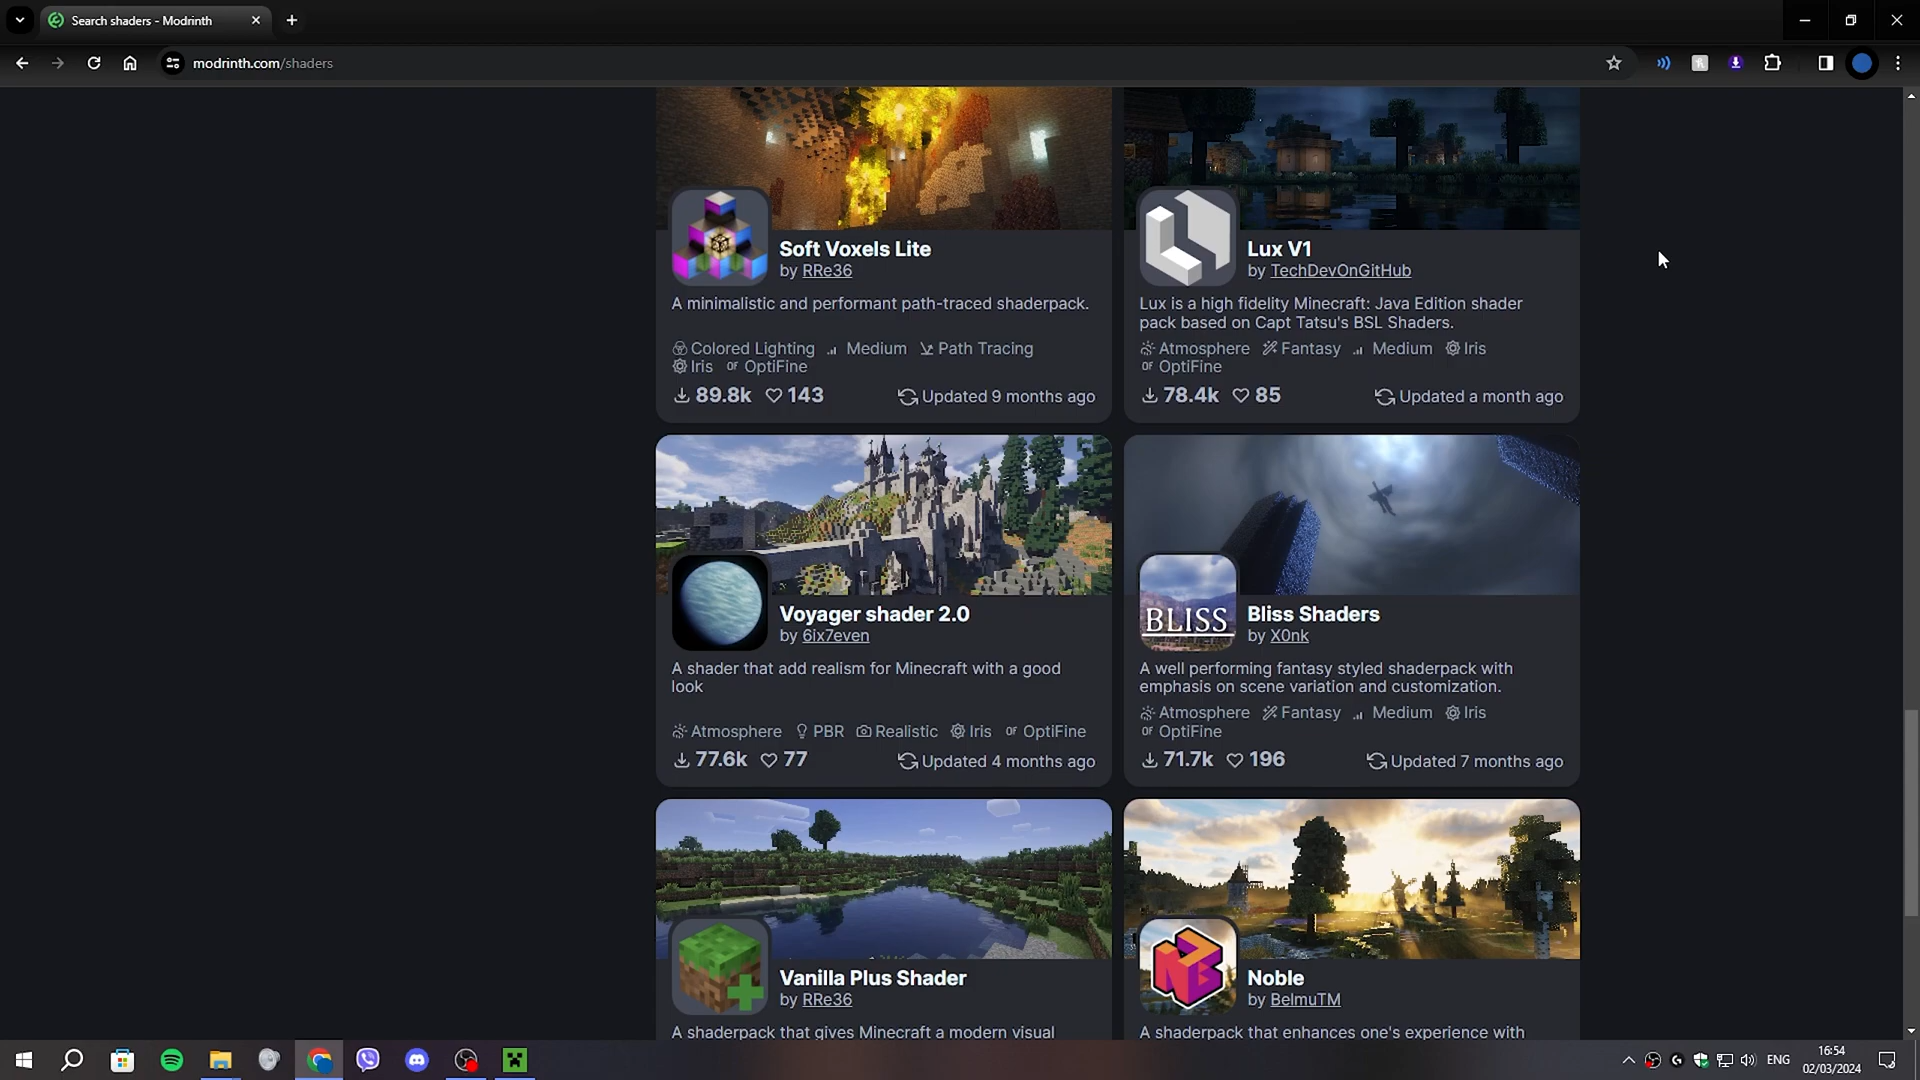 Search shaders - Modrinth
modrinth.com/shaders
Soft Voxels Lite
by RRe36
A minimalistic and performant path-traced shaderpack.
Colored Lighting Medium Path Tracing
Iris OF OptiFine
89.8k 143 Updated 9 months ago
Lux V1
by TechDevOnGitHub
Lux is a high fidelity Minecraft: Java Edition shader
pack based on Capt Tatsu's BSL Shaders.
Atmosphere Fantasy Medium Iris
OF OptiFine
78.4k 85 Updated a month ago
Voyager shader 2.0
by 6ix7even
A shader that add realism for Minecraft with a good
look
Atmosphere PBR Realistic Iris OF OptiFine
77.6k 77 Updated 4 months ago
BLISS
Bliss Shaders
by X0nk
A well performing fantasy styled shaderpack with
emphasis on scene variation and customization.
Atmosphere Fantasy Medium Iris
OF OptiFine
71.7k 196 Updated 7 months ago
Vanilla Plus Shader
by RRe36
A shaderpack that gives Minecraft a modern visual
Noble
by BelmuTM
A shaderpack that enhances one's experience with
ENG
16:54
02/03/2024